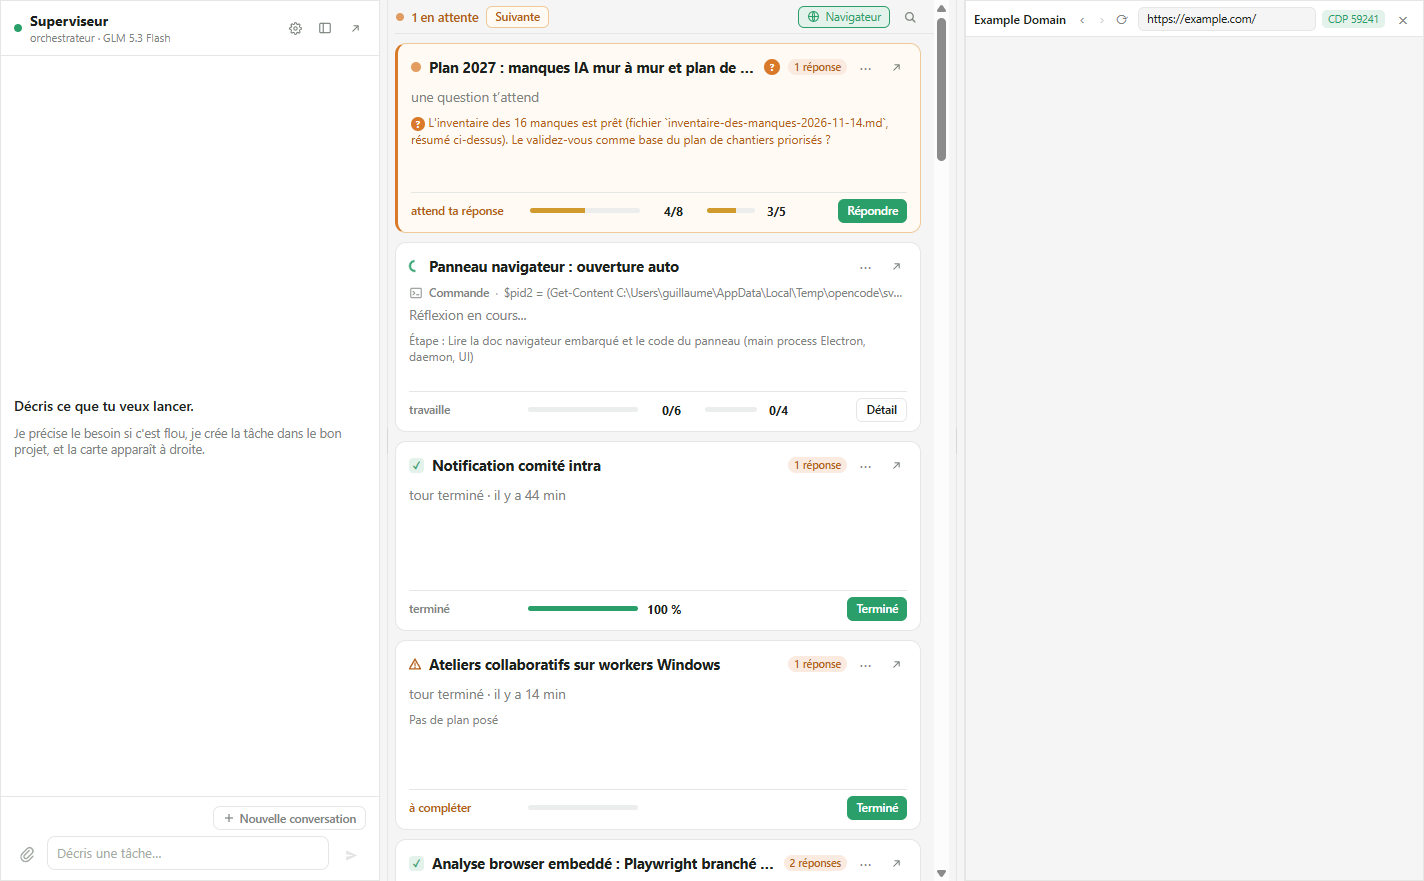 Superviseur
orchestrateur · GLM 5.3 Flash
Décris ce que tu veux lancer.
Je précise le besoin si c'est flou, je crée la tâche dans le bon
projet, et la carte apparaît à droite.
+ Nouvelle conversation
Décris une tâche...
1 en attente
Suivante
Navigateur
Plan 2027 : manques IA mur à mur et plan de ...
?
1 réponse
...
une question t'attend
? L'inventaire des 16 manques est prêt (fichier `inventaire-des-manques-2026-11-14.md`,
résumé ci-dessus). Le validez-vous comme base du plan de chantiers priorisés ?
attend ta réponse
4/8
3/5
Répondre
Panneau navigateur : ouverture auto
...
Commande · $pid2 = (Get-Content C:\Users\guillaume\AppData\Local\Temp\opencode\sv...
Réflexion en cours...
Étape : Lire la doc navigateur embarqué et le code du panneau (main process Electron,
daemon, UI)
travaille
0/6
0/4
Détail
Notification comité intra
1 réponse
...
tour terminé · il y a 44 min
terminé
100 %
Terminé
Ateliers collaboratifs sur workers Windows
1 réponse
...
tour terminé · il y a 14 min
Pas de plan posé
à compléter
Terminé
Analyse browser embeddé : Playwright branché ...
2 réponses
...
Example Domain
https://example.com/
CDP 59241